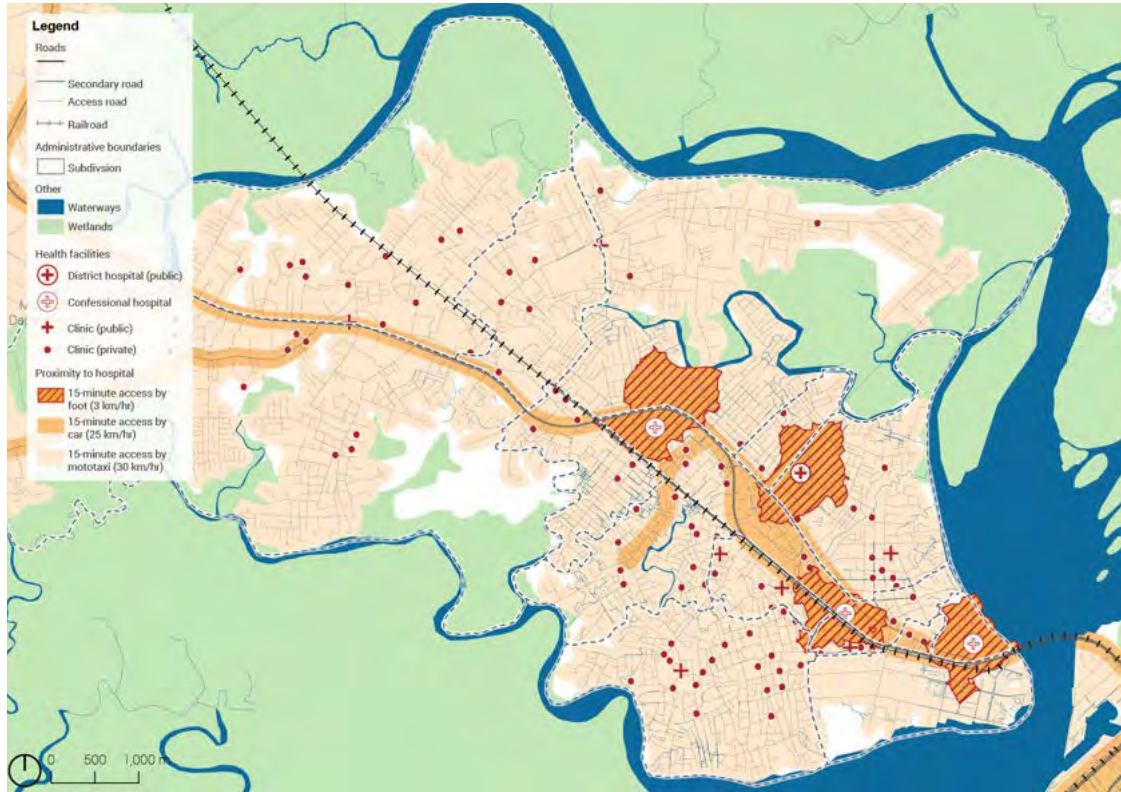 Legend
Roads
Secondary road
Access road
Railroad
Administrative boundaries
Subdivsion
Other
Waterways
Wetlands
Health facilities
District hospital (public)
Confessional hospital
Clinic (public)
Clinic (private)
Proximity to hospital
15-minute access by
foot (3 km/hr)
15-minute access by
car (25 km/hr)
15-minute access by
mototaxi (30 km/hr)
0 500 1,000 m